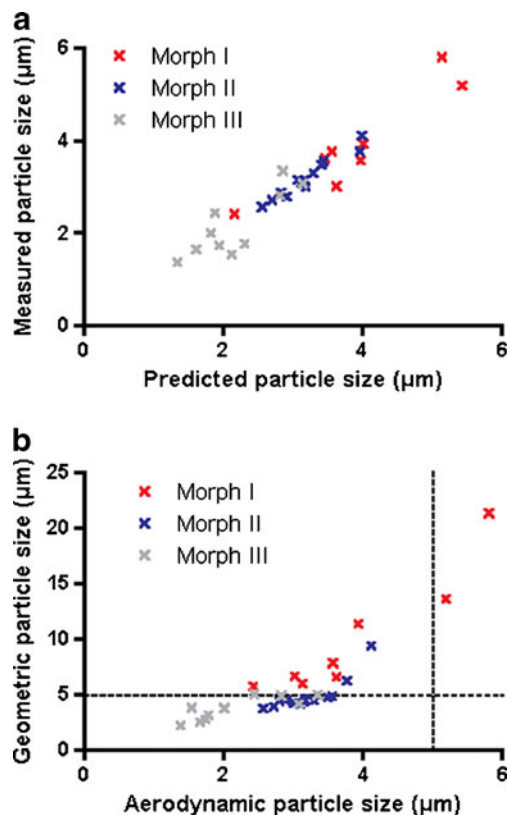 a
Measured particle size (µm)
6
4
2
0
Morph I
Morph II
Morph III
0 2 4 6
Predicted particle size (µm)
b
Geometric particle size (µm)
25
20
15
10
5
0
Morph I
Morph II
Morph III
0 2 4 6
Aerodynamic particle size (µm)